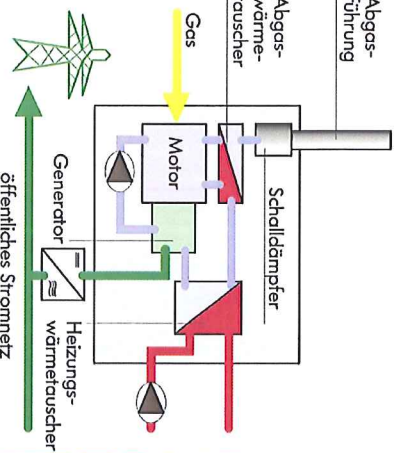 Abgas-
führung
Abgas-
wärme-
tauscher
Gas
Motor
Schalldämpfer
Generator
Heizungs-
wärmetauscher
öffentliches Stromnetz